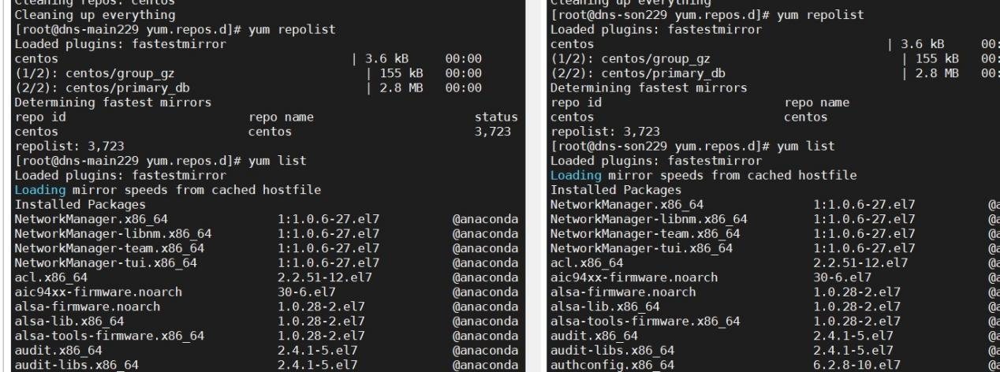 Cleaning repos: centos
Cleaning up everything
[root@dns-main229 yum.repos.d]# yum repolist
Loaded plugins: fastestmirror
centos | 3.6 kB 00:00
(1/2): centos/group_gz | 155 kB 00:00
(2/2): centos/primary_db | 2.8 MB 00:00
Determining fastest mirrors
repo id repo name status
centos centos 3,723
repolist: 3,723
[root@dns-main229 yum.repos.d]# yum list
Loaded plugins: fastestmirror
Loading mirror speeds from cached hostfile
Installed Packages
NetworkManager.x86_64 1:1.0.6-27.el7 @anaconda
NetworkManager-libnm.x86_64 1:1.0.6-27.el7 @anaconda
NetworkManager-team.x86_64 1:1.0.6-27.el7 @anaconda
NetworkManager-tui.x86_64 1:1.0.6-27.el7 @anaconda
acl.x86_64 2.2.51-12.el7 @anaconda
aic94xx-firmware.noarch 30-6.el7 @anaconda
alsa-firmware.noarch 1.0.28-2.el7 @anaconda
alsa-lib.x86_64 1.0.28-2.el7 @anaconda
alsa-tools-firmware.x86_64 1.0.28-2.el7 @anaconda
audit.x86_64 2.4.1-5.el7 @anaconda
audit-libs.x86_64 2.4.1-5.el7 @anaconda
Cleaning up everything
[root@dns-son229 yum.repos.d]# yum repolist
Loaded plugins: fastestmirror
centos | 3.6 kB 00:
(1/2): centos/group_gz | 155 kB 00:
(2/2): centos/primary_db | 2.8 MB 00:
Determining fastest mirrors
repo id repo name
centos centos
repolist: 3,723
[root@dns-son229 yum.repos.d]# yum list
Loaded plugins: fastestmirror
Loading mirror speeds from cached hostfile
Installed Packages
NetworkManager.x86_64 1:1.0.6-27.el7 @a
NetworkManager-libnm.x86_64 1:1.0.6-27.el7 @a
NetworkManager-team.x86_64 1:1.0.6-27.el7 @a
NetworkManager-tui.x86_64 1:1.0.6-27.el7 @a
acl.x86_64 2.2.51-12.el7 @a
aic94xx-firmware.noarch 30-6.el7 @a
alsa-firmware.noarch 1.0.28-2.el7 @a
alsa-lib.x86_64 1.0.28-2.el7 @a
alsa-tools-firmware.x86_64 1.0.28-2.el7 @a
audit.x86_64 2.4.1-5.el7 @a
audit-libs.x86_64 2.4.1-5.el7 @a
authconfig.x86_64 6.2.8-10.el7 @a